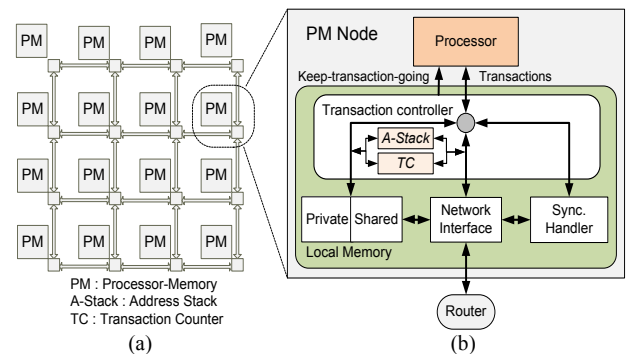 PM PM PM PM
PM PM PM PM
PM PM PM PM
PM PM PM PM
PM : Processor-Memory
A-Stack : Address Stack
TC : Transaction Counter
(a)
PM Node
Processor
Keep-transaction-going
Transactions
Transaction controller
A-Stack
TC
Private Shared
Local Memory
Network
Interface
Sync.
Handler
Router
(b)